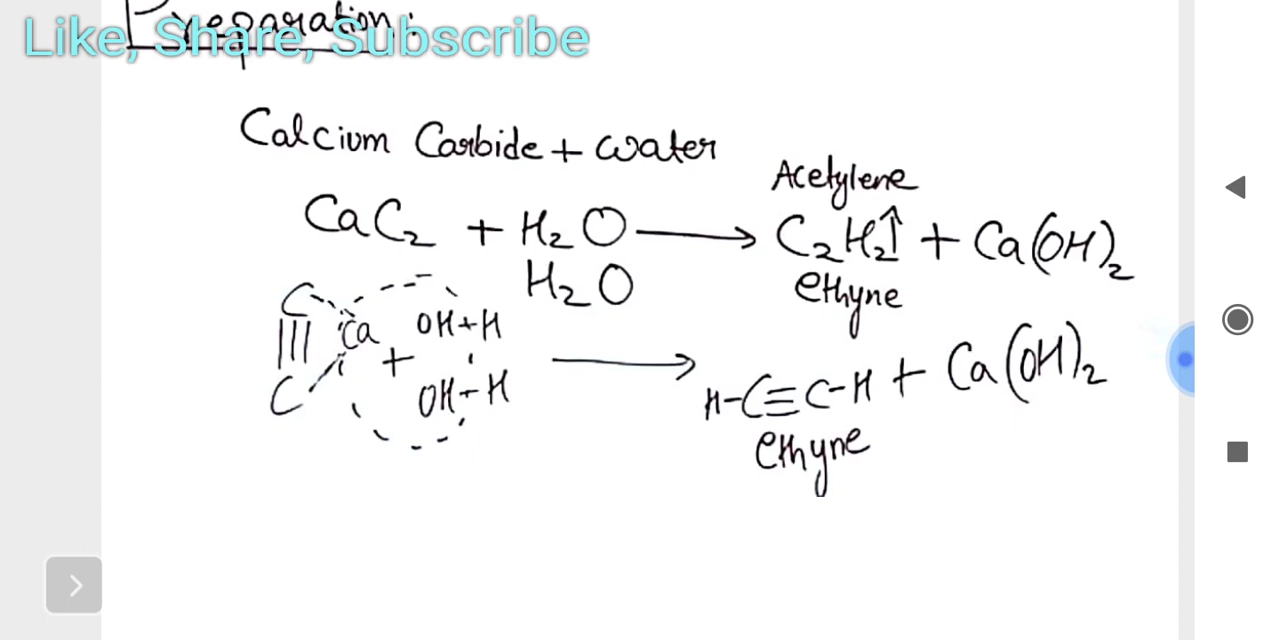 Preparation:
Like, Share, Subscribe
Calcium Carbide + water
Acetylene
CaC₂ + H₂O ⟶ C₂H₂↑ + Ca(OH)₂
H₂O
ethyne
C
||| Ca + OH+H
C OH-H
⟶ H-C≡C-H + Ca(OH)₂
ethyne